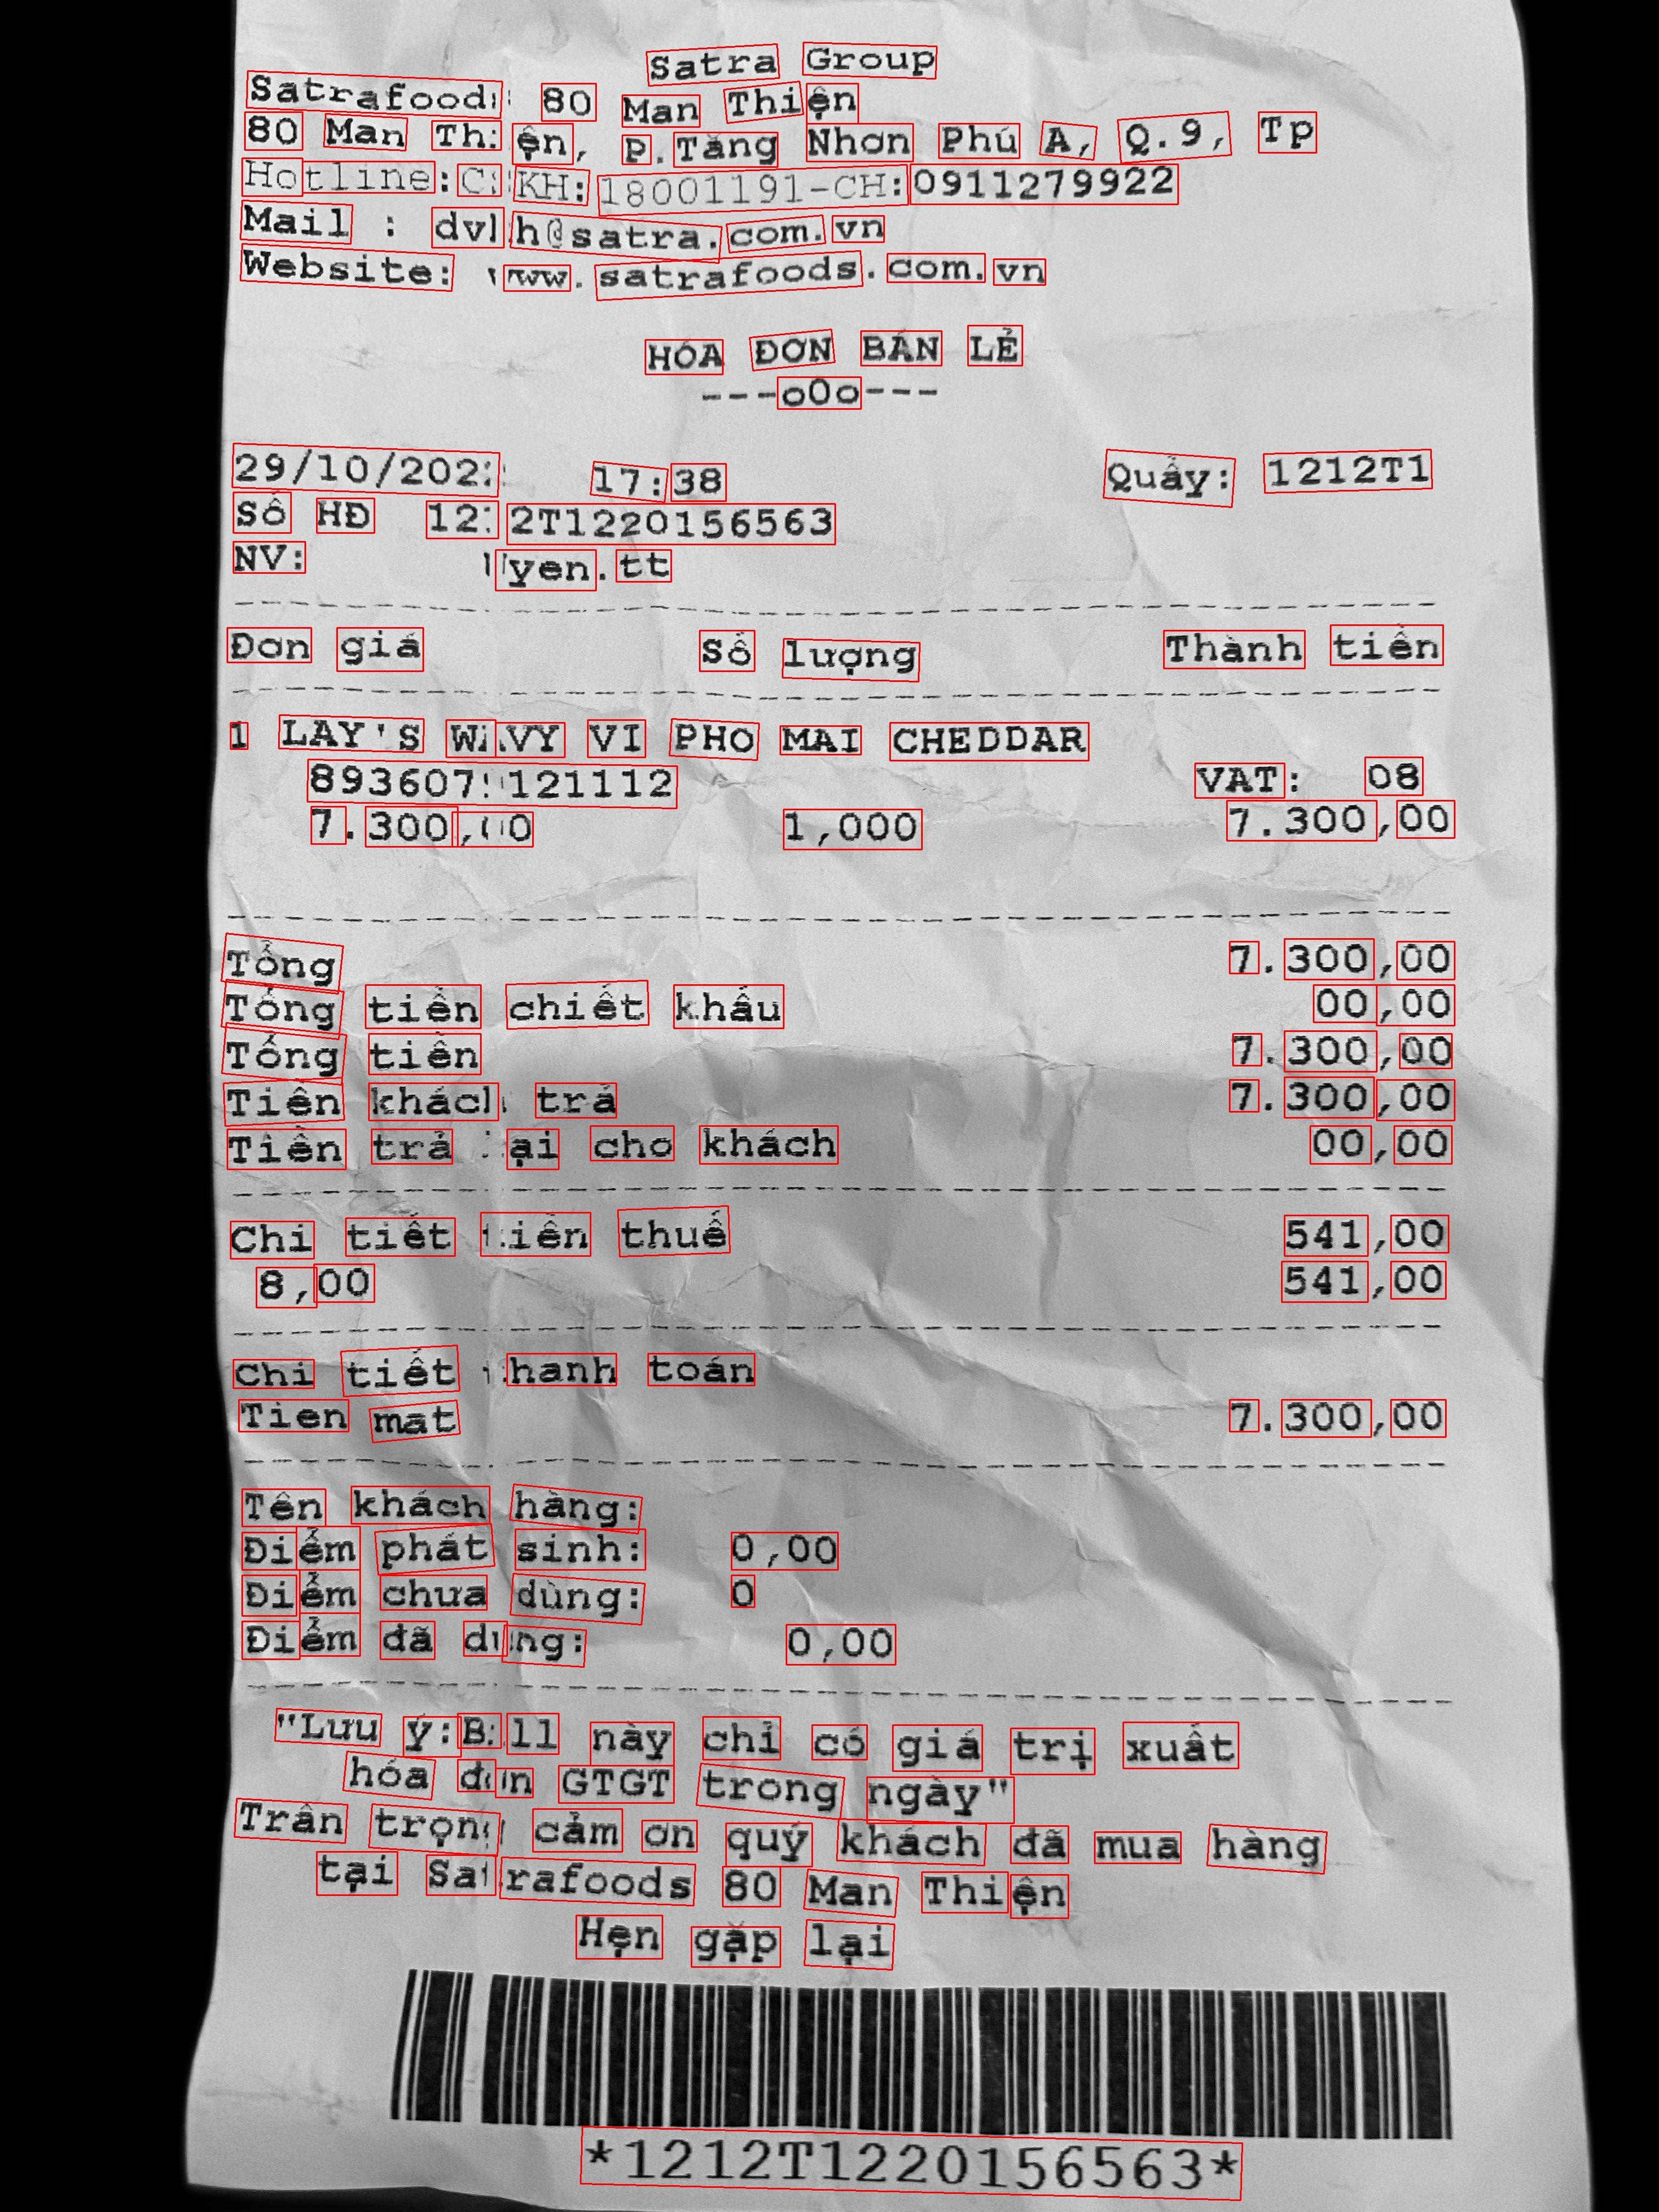 Satra Group
Satrafoods 80 Man Thiện
80 Man Thiện, P.Tăng Nhơn Phú A, Q.9, Tp
Hotline:CSKH:18001191-CH:0911279922
Mail : dvkh@satra.com.vn
Website: www.satrafoods.com.vn
HÓA ĐƠN BÁN LẺ
---oOo---
29/10/202 17:38 Quầy: 1212T1
Số HĐ 1212T1220156563
NV: uyen.tt
Đơn giá Số lượng Thành tiền
1 LAY'S WAVY VI PHO MAI CHEDDAR
893607 121112 VAT: 08
7.300,00 1,000 7.300,00
Tổng 7.300,00
Tổng tiền chiết khấu 00,00
Tổng tiền 7.300,00
Tiền khách trả 7.300,00
Tiền trả lại cho khách 00,00
Chi tiết tiền thuế 541,00
8,00 541,00
Chi tiết thanh toán
Tien mat 7.300,00
Tên khách hàng:
Điểm phát sinh: 0,00
Điểm chưa dùng: 0
Điểm đã dùng: 0,00
"Lưu ý:Bill này chỉ có giá trị xuất
hóa đơn GTGT trong ngày"
Trân trọng cảm ơn quý khách đã mua hàng
tại Satrafoods 80 Man Thiện
Hẹn gặp lại
*1212T1220156563*